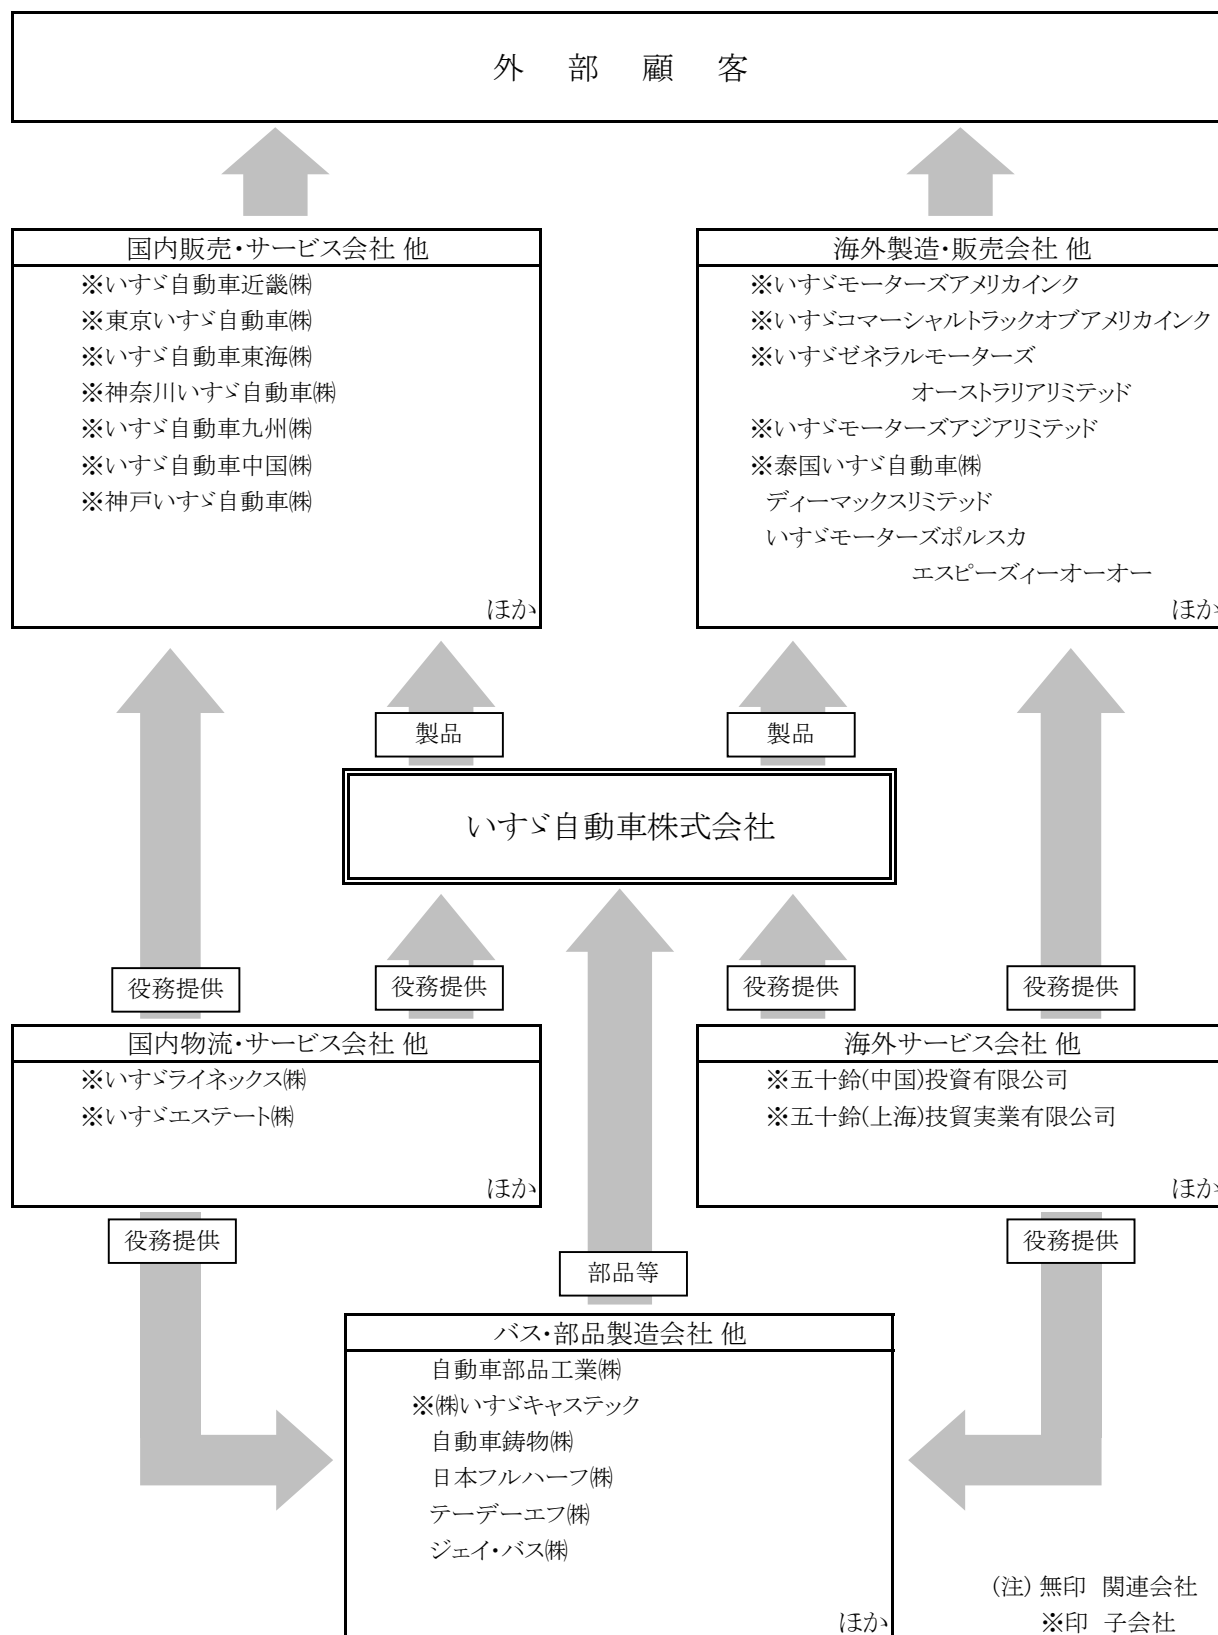 外部顧客
国内販売・サービス会社 他
※いすゞ自動車近畿㈱
※東京いすゞ自動車㈱
※いすゞ自動車東海㈱
※神奈川いすゞ自動車㈱
※いすゞ自動車九州㈱
※いすゞ自動車中国㈱
※神戸いすゞ自動車㈱
ほか
海外製造・販売会社 他
※いすゞモーターズアメリカインク
※いすゞコマーシャルトラックオブアメリカインク
※いすゞゼネラルモーターズ
オーストラリアリミテッド
※いすゞモーターズアジアリミテッド
※泰国いすゞ自動車㈱
ディーマックスリミテッド
いすゞモーターズポルスカ
エスピーズィーオーオー
ほか
製品
製品
いすゞ自動車株式会社
役務提供
役務提供
役務提供
役務提供
国内物流・サービス会社 他
※いすゞライネックス㈱
※いすゞエステート㈱
ほか
海外サービス会社 他
※五十鈴(中国)投資有限公司
※五十鈴(上海)技貿実業有限公司
ほか
役務提供
役務提供
部品等
バス・部品製造会社 他
自動車部品工業㈱
※㈱いすゞキャステック
自動車鋳物㈱
日本フルハーフ㈱
テーデーエフ㈱
ジェイ・バス㈱
ほか
(注) 無印 関連会社
※印 子会社